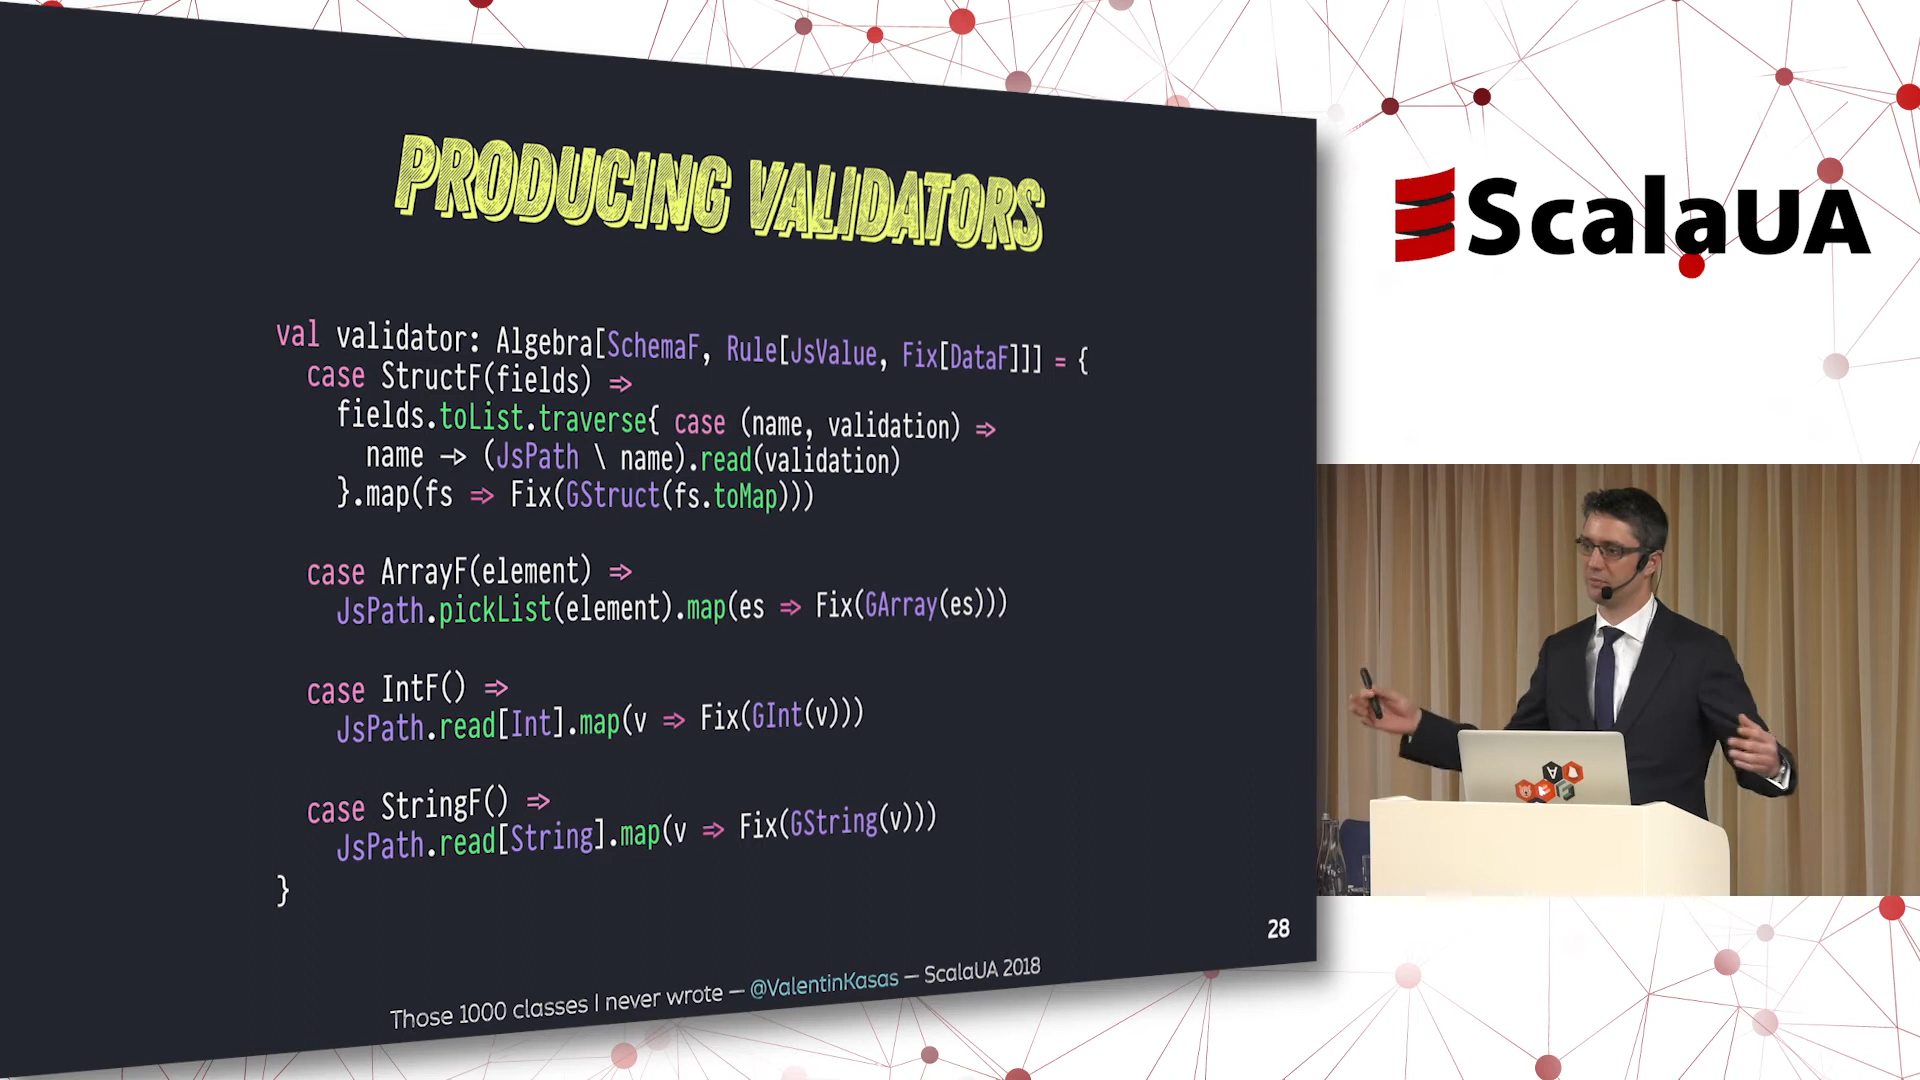 PRODUCING VALIDATORS
val validator: Algebra[SchemaF, Rule[JsValue, Fix[DataF]]] = {
case StructF(fields) ⇒
fields.toList.traverse{ case (name, validation) ⇒
name → (JsPath \ name).read(validation)
}.map(fs ⇒ Fix(GStruct(fs.toMap)))
case ArrayF(element) ⇒
JsPath.pickList(element).map(es ⇒ Fix(GArray(es)))
case IntF() ⇒
JsPath.read[Int].map(v ⇒ Fix(GInt(v)))
case StringF() ⇒
JsPath.read[String].map(v ⇒ Fix(GString(v)))
}
28
Those 1000 classes I never wrote — @ValentinKasas — ScalaUA 2018
ScalaUA